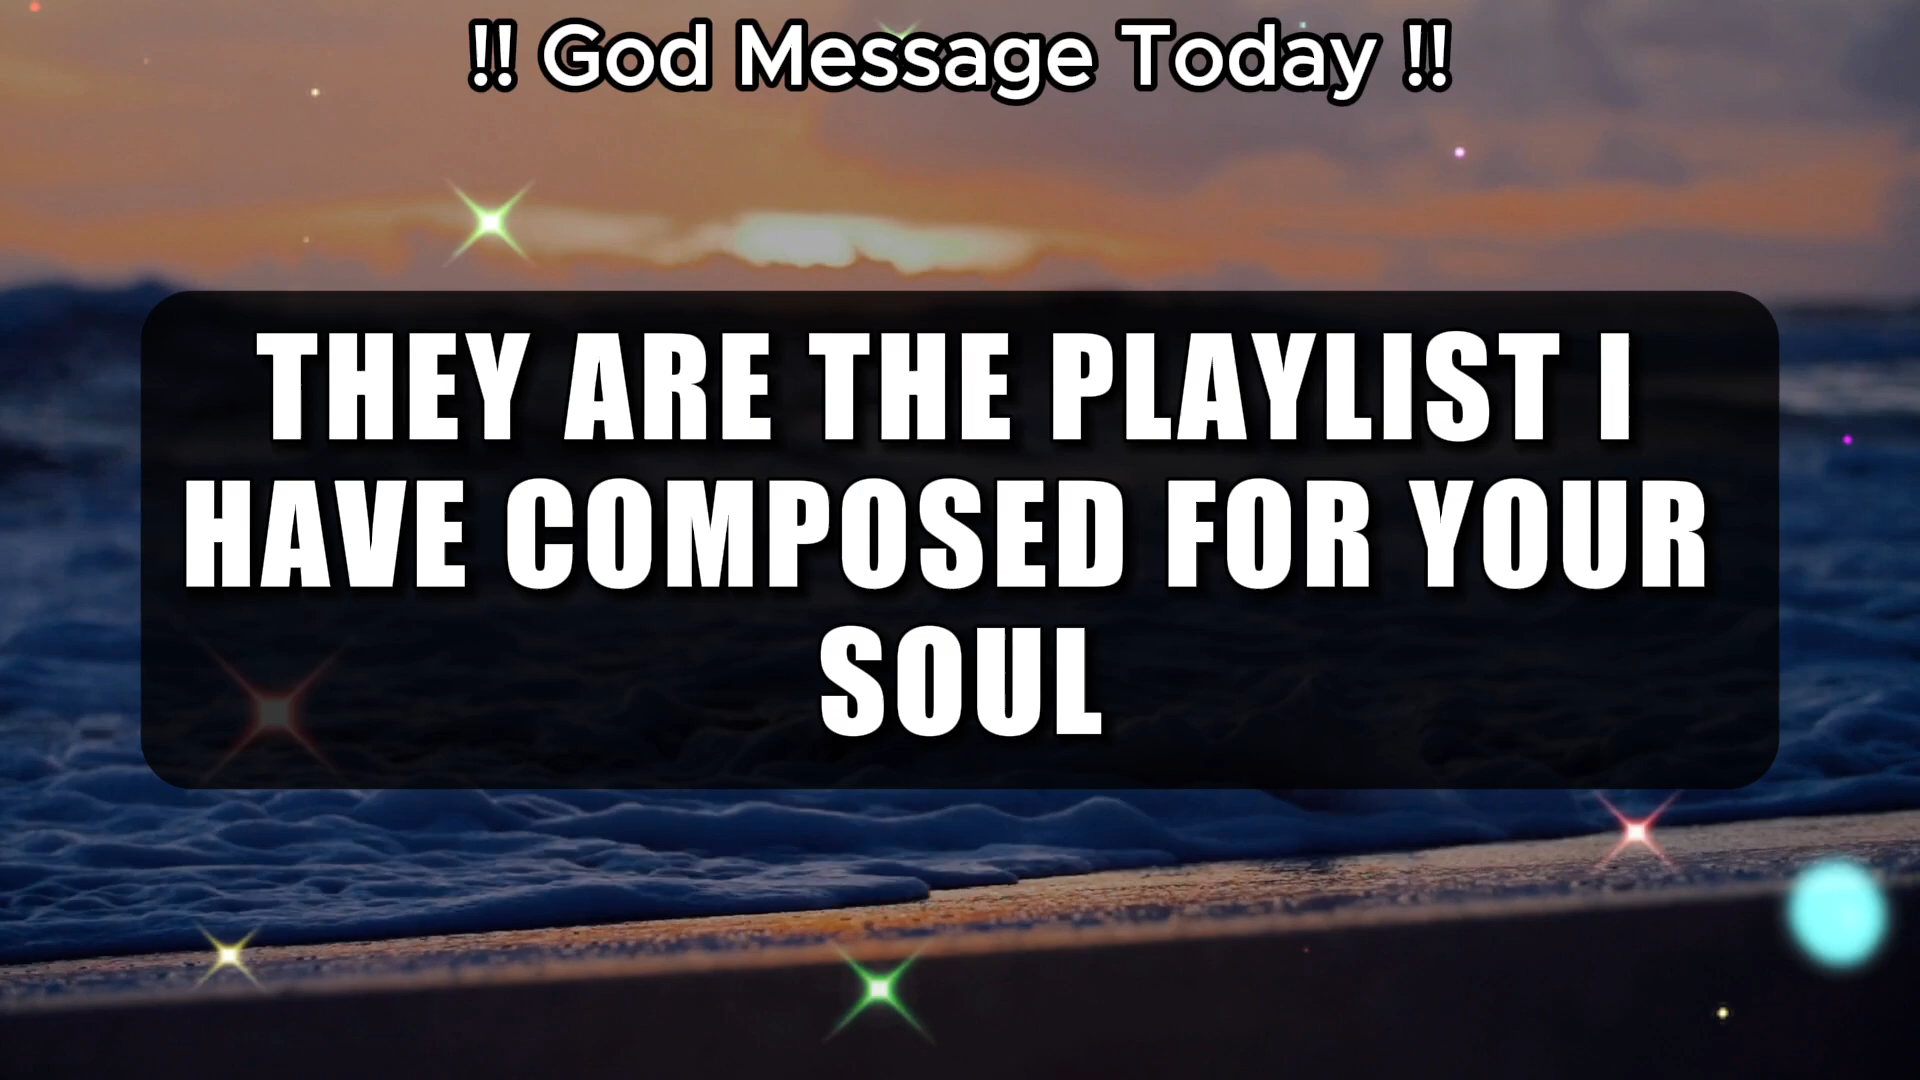 !! God Message Today !!
THEY ARE THE PLAYLIST I
HAVE COMPOSED FOR YOUR
SOUL